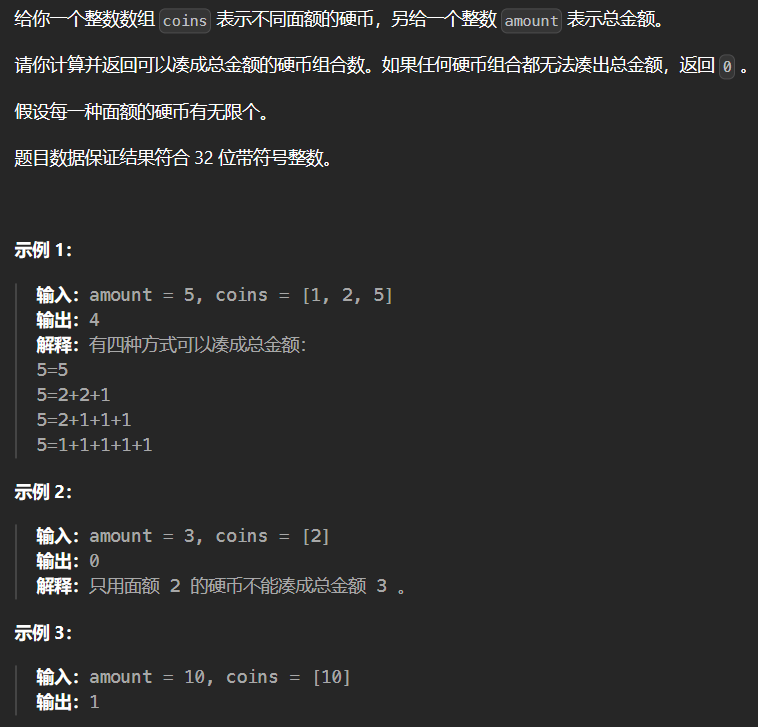 给你一个整数数组 coins 表示不同面额的硬币，另给一个整数 amount 表示总金额。
请你计算并返回可以凑成总金额的硬币组合数。如果任何硬币组合都无法凑出总金额，返回 0 。
假设每一种面额的硬币有无限个。
题目数据保证结果符合 32 位带符号整数。
示例 1：
输入：amount = 5, coins = [1, 2, 5]
输出：4
解释：有四种方式可以凑成总金额：
5=5
5=2+2+1
5=2+1+1+1
5=1+1+1+1+1
示例 2：
输入：amount = 3, coins = [2]
输出：0
解释：只用面额 2 的硬币不能凑成总金额 3 。
示例 3：
输入：amount = 10, coins = [10]
输出：1